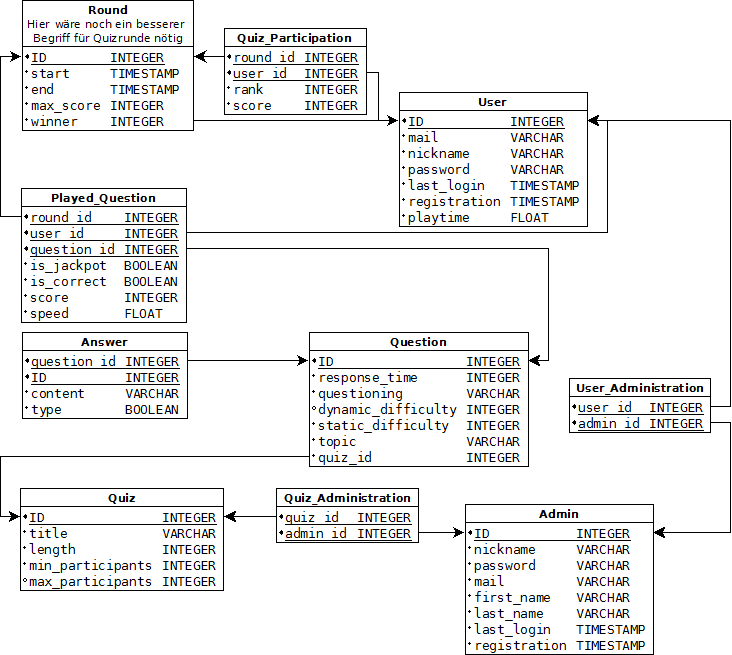 Round
Hier wäre noch ein besserer
Begriff für Quizrunde nötig
ID INTEGER
start TIMESTAMP
end TIMESTAMP
max_score INTEGER
winner INTEGER
Quiz_Participation
round_id INTEGER
user_id INTEGER
rank INTEGER
score INTEGER
User
ID INTEGER
mail VARCHAR
nickname VARCHAR
password VARCHAR
last_login TIMESTAMP
registration TIMESTAMP
playtime FLOAT
Played_Question
round_id INTEGER
user_id INTEGER
question_id INTEGER
is_jackpot BOOLEAN
is_correct BOOLEAN
score INTEGER
speed FLOAT
Answer
question_id INTEGER
ID INTEGER
content VARCHAR
type BOOLEAN
Question
ID INTEGER
response_time INTEGER
questioning VARCHAR
dynamic_difficulty INTEGER
static_difficulty INTEGER
topic VARCHAR
quiz_id INTEGER
User_Administration
user_id INTEGER
admin_id INTEGER
Quiz
ID INTEGER
title VARCHAR
length INTEGER
min_participants INTEGER
max_participants INTEGER
Quiz_Administration
quiz_id INTEGER
admin_id INTEGER
Admin
ID INTEGER
nickname VARCHAR
password VARCHAR
mail VARCHAR
first_name VARCHAR
last_name VARCHAR
last_login TIMESTAMP
registration TIMESTAMP